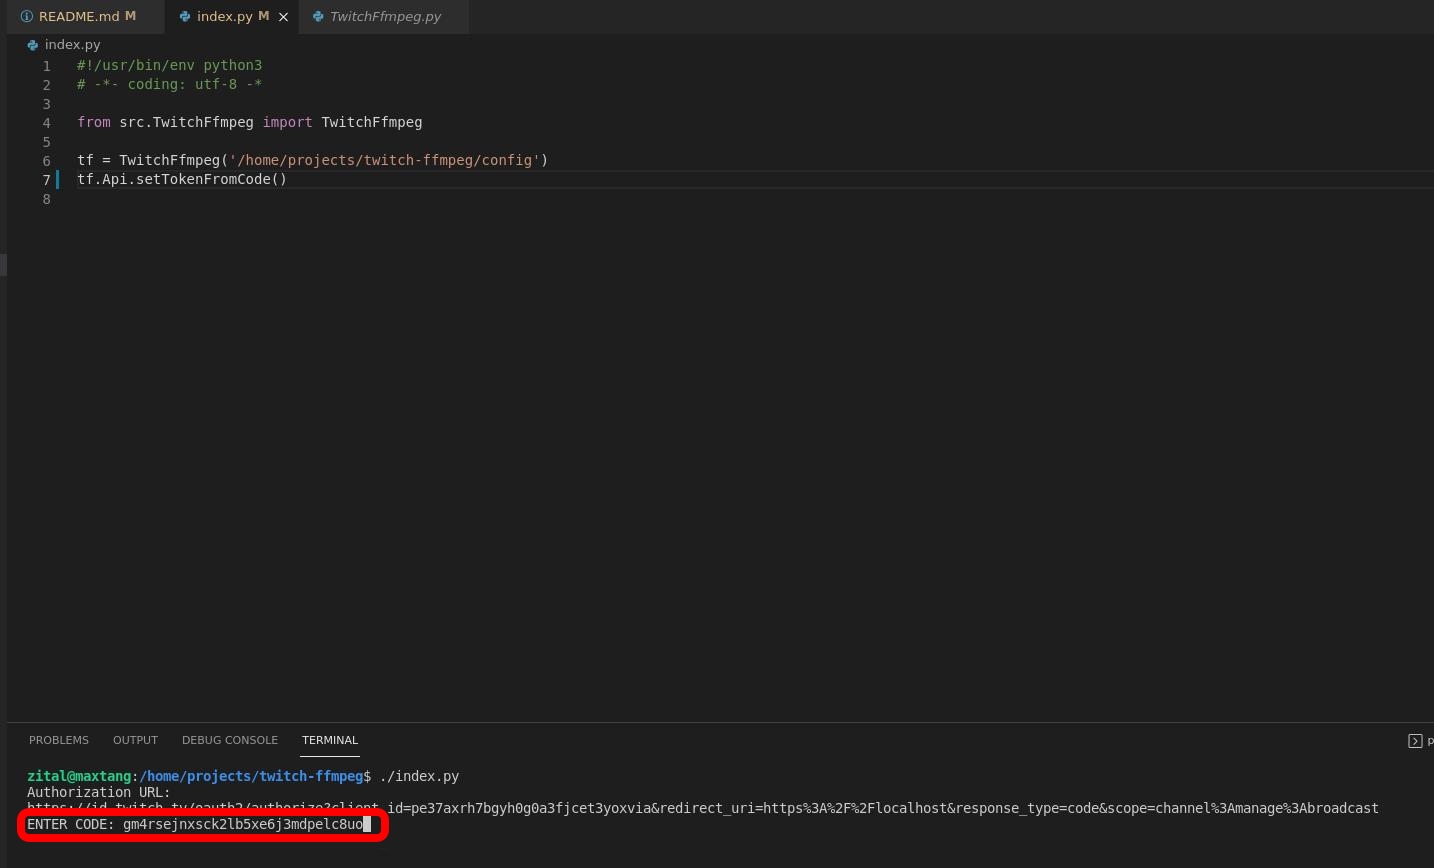 README.md M
index.py M
TwitchFfmpeg.py
index.py
1 #!/usr/bin/env python3
2 # -*- coding: utf-8 -*
3
4 from src.TwitchFfmpeg import TwitchFfmpeg
5
6 tf = TwitchFfmpeg('/home/projects/twitch-ffmpeg/config')
7 tf.Api.setTokenFromCode()
8
PROBLEMS OUTPUT DEBUG CONSOLE TERMINAL
zital@maxtang:/home/projects/twitch-ffmpeg$ ./index.py
Authorization URL:
https://id.twitch.tv/oauth2/authorize?client_id=pe37axrh7bgyh0g0a3fjcet3yoxvia&redirect_uri=https%3A%2F%2Flocalhost&response_type=code&scope=channel%3Amanage%3Abroadcast
ENTER CODE: gm4rsejnxsck2lb5xe6j3mdpelc8uo